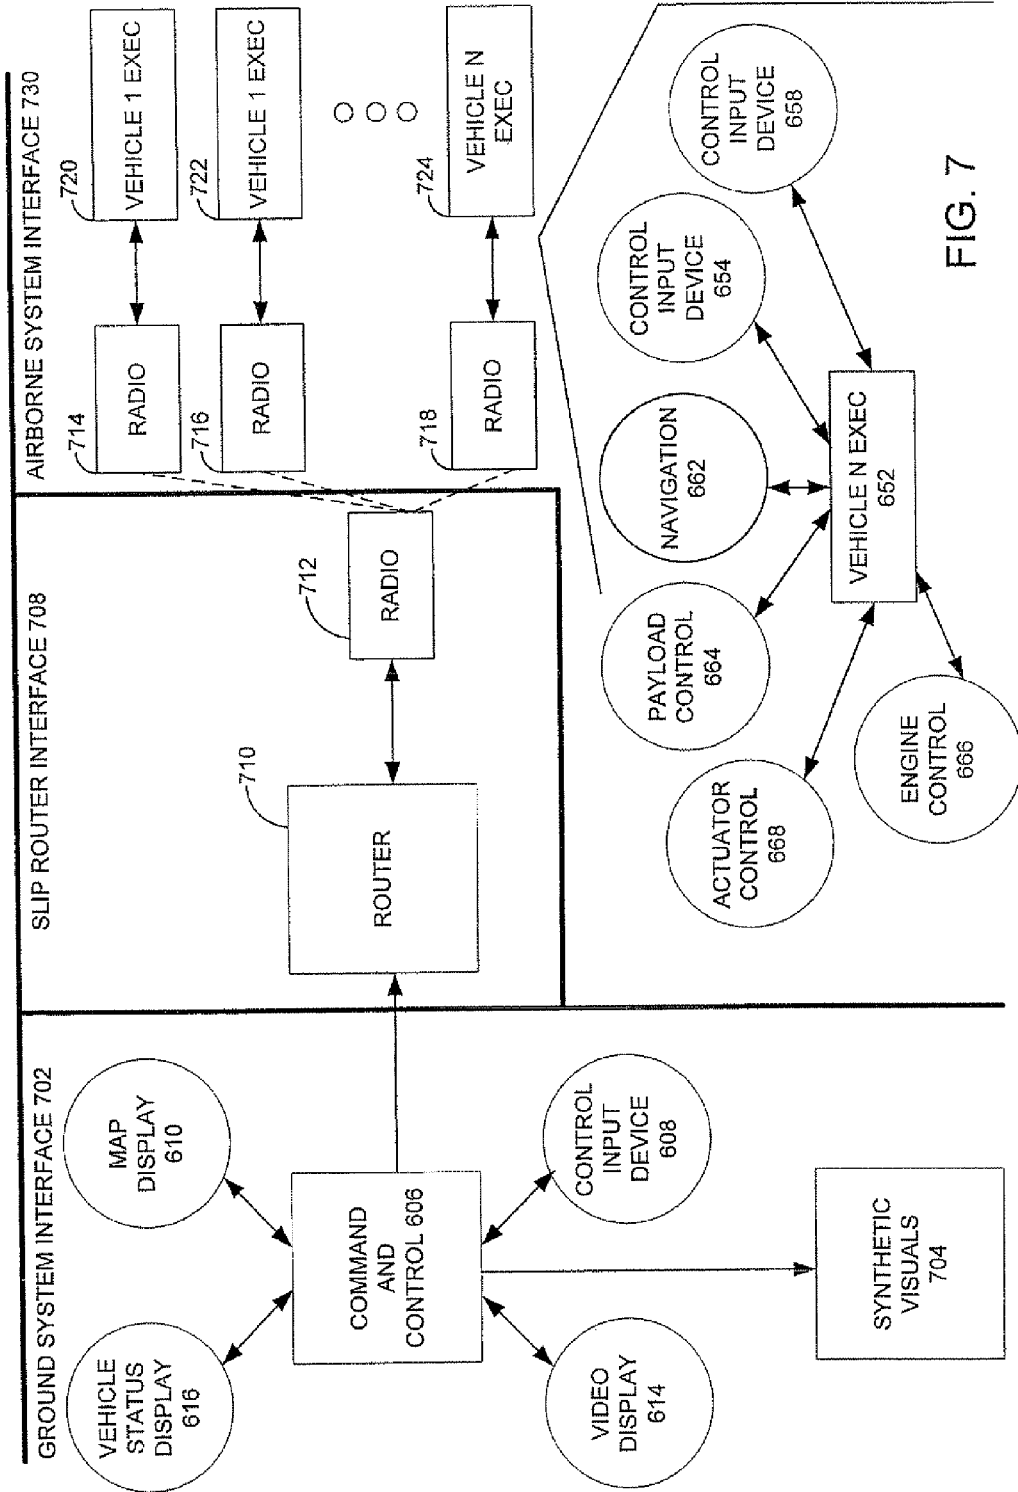 GROUND SYSTEM INTERFACE 702
SLIP ROUTER INTERFACE 708
AIRBORNE SYSTEM INTERFACE 730
VEHICLE
STATUS
DISPLAY
616
MAP
DISPLAY
610
COMMAND
AND
CONTROL 606
VIDEO
DISPLAY
614
CONTROL
INPUT
DEVICE
608
SYNTHETIC
VISUALS
704
710
ROUTER
712
RADIO
714
RADIO
720
VEHICLE 1 EXEC
716
RADIO
722
VEHICLE 1 EXEC
718
RADIO
724
VEHICLE N
EXEC
ACTUATOR
CONTROL
668
PAYLOAD
CONTROL
664
NAVIGATION
662
CONTROL
INPUT
DEVICE
654
CONTROL
INPUT
DEVICE
658
VEHICLE N EXEC
652
ENGINE
CONTROL
666
FIG. 7